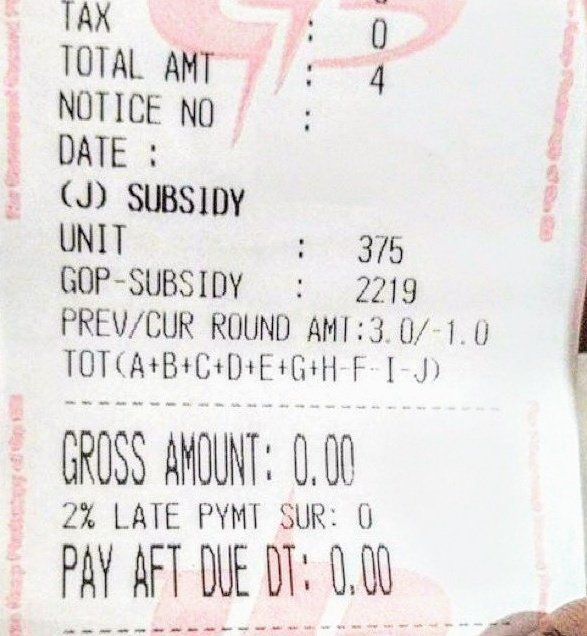 TAX : 0
TOTAL AMT : 4
NOTICE NO :
DATE :
(J) SUBSIDY
UNIT : 375
GOP-SUBSIDY : 2219
PREV/CUR ROUND AMT:3.0/-1.0
TOT(A+B+C+D+E+G+H-F-I-J)
GROSS AMOUNT: 0.00
2% LATE PYMT SUR: 0
PAY AFT DUE DT: 0.00